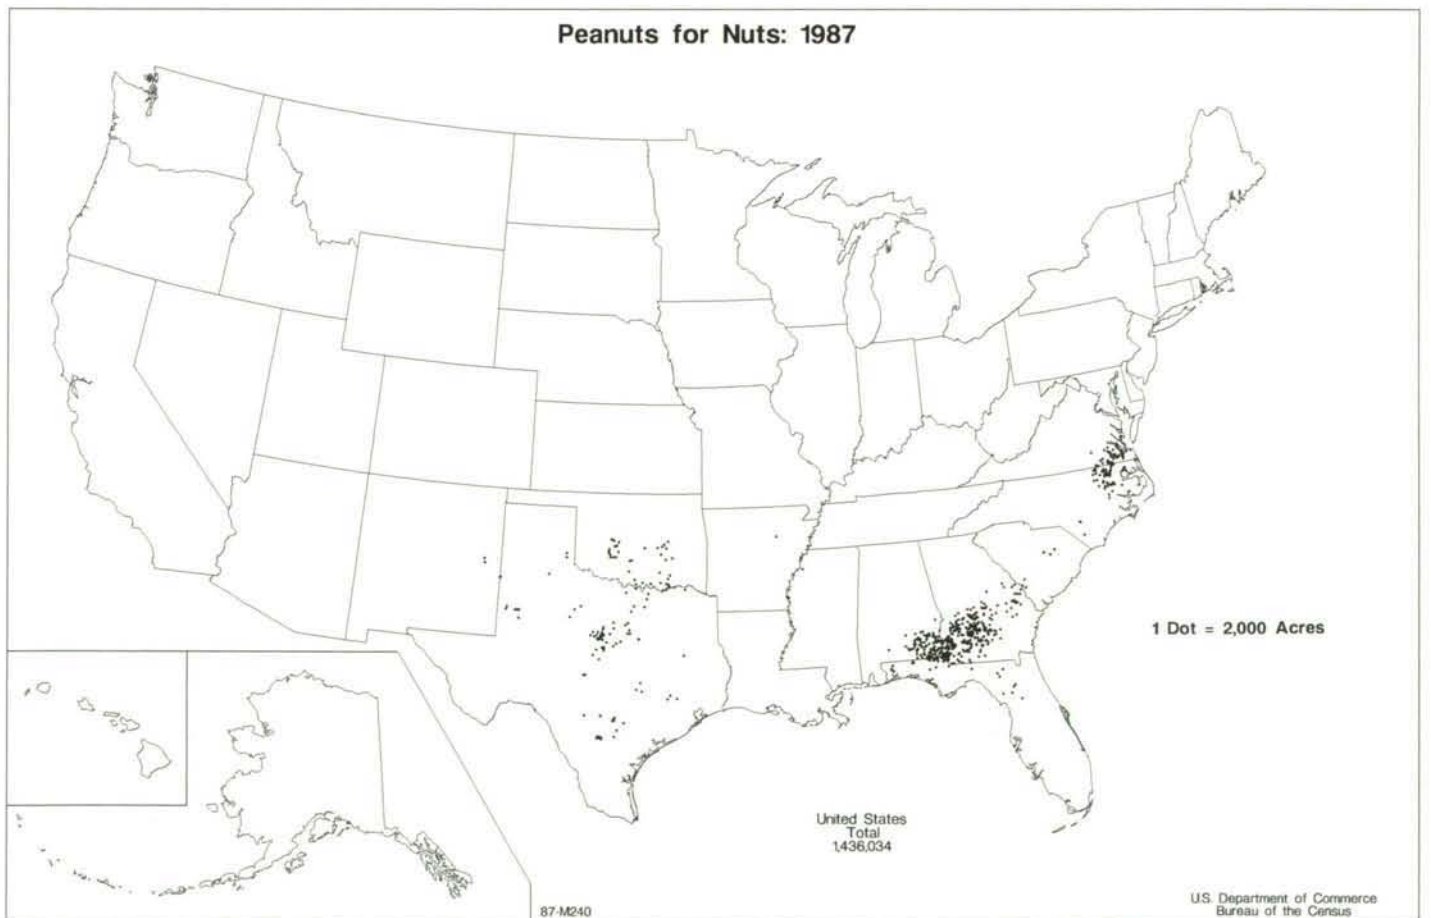 Peanuts for Nuts: 1987
1 Dot = 2,000 Acres
United States
Total
1,436,034
87-M240
U.S. Department of Commerce
Bureau of the Census